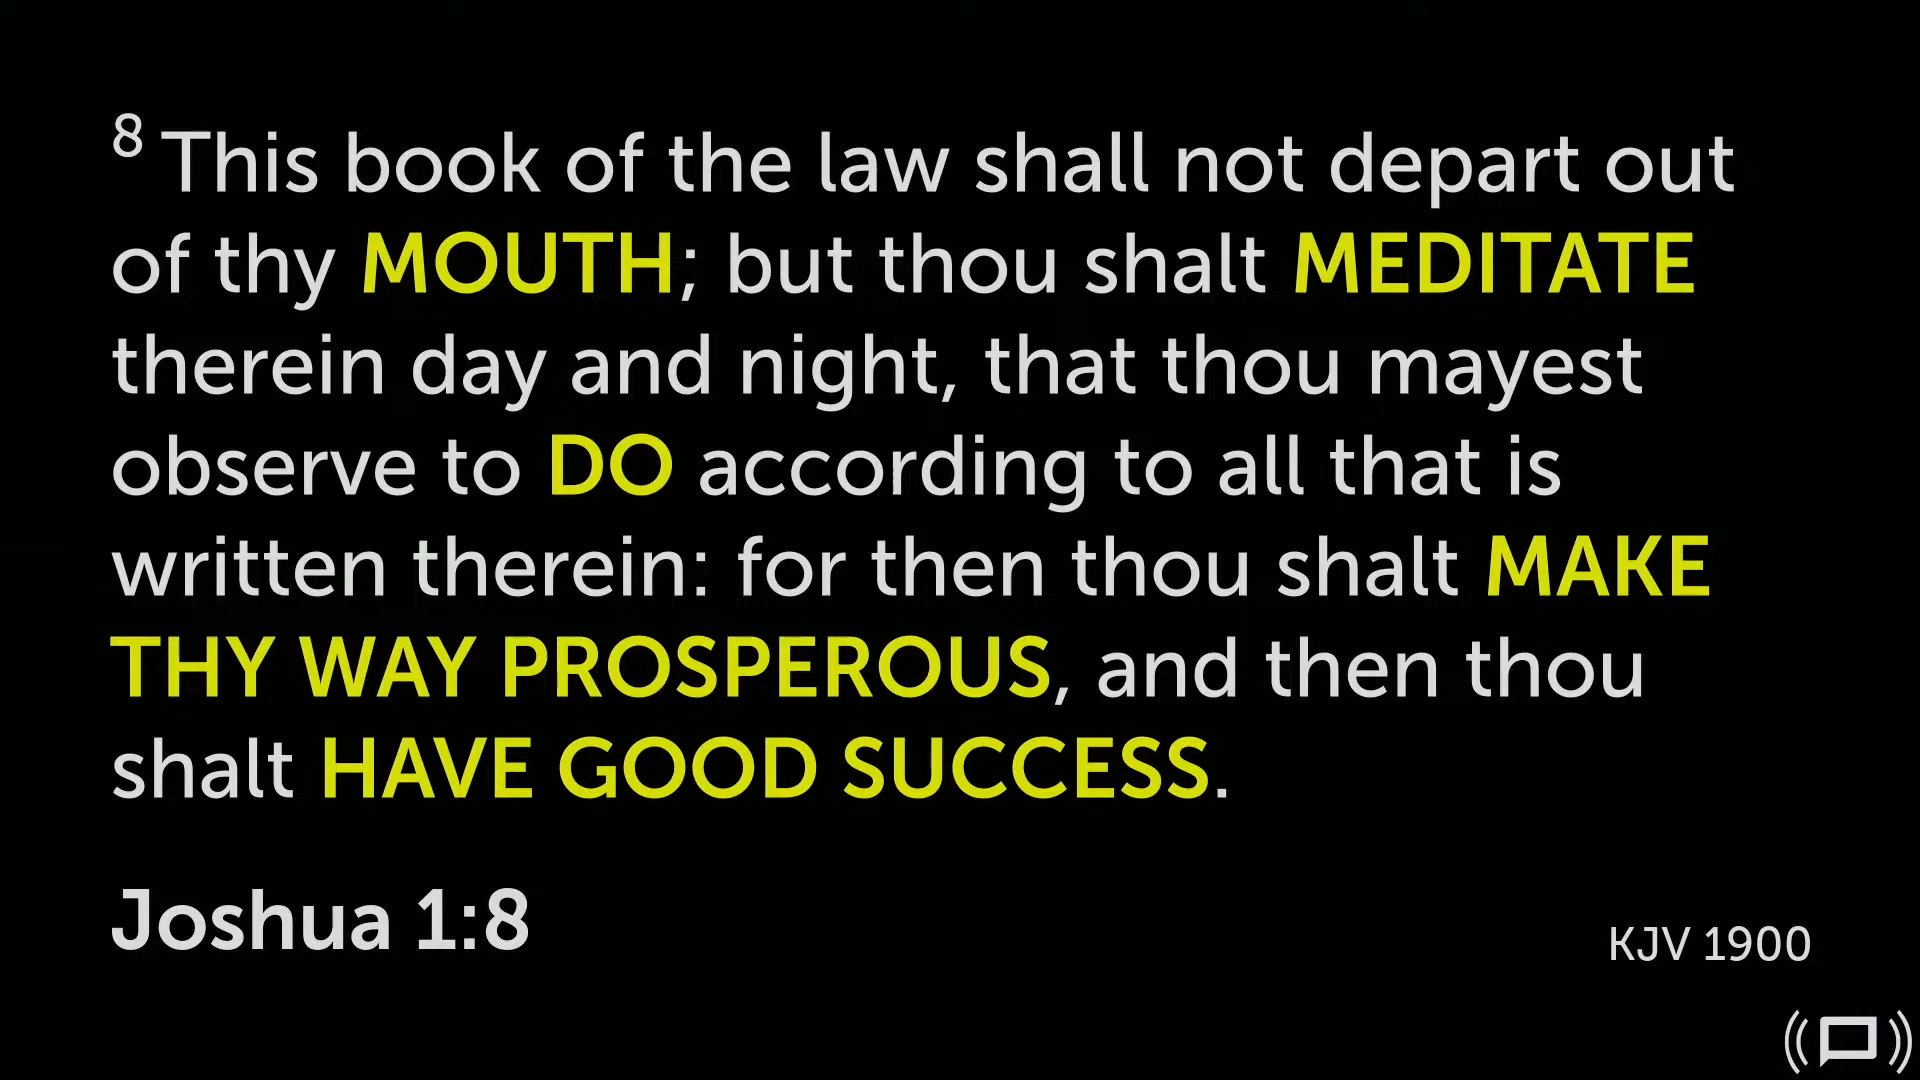 8 This book of the law shall not depart out
of thy MOUTH; but thou shalt MEDITATE
therein day and night, that thou mayest
observe to DO according to all that is
written therein: for then thou shalt MAKE
THY WAY PROSPEROUS, and then thou
shalt HAVE GOOD SUCCESS.
Joshua 1:8
KJV 1900